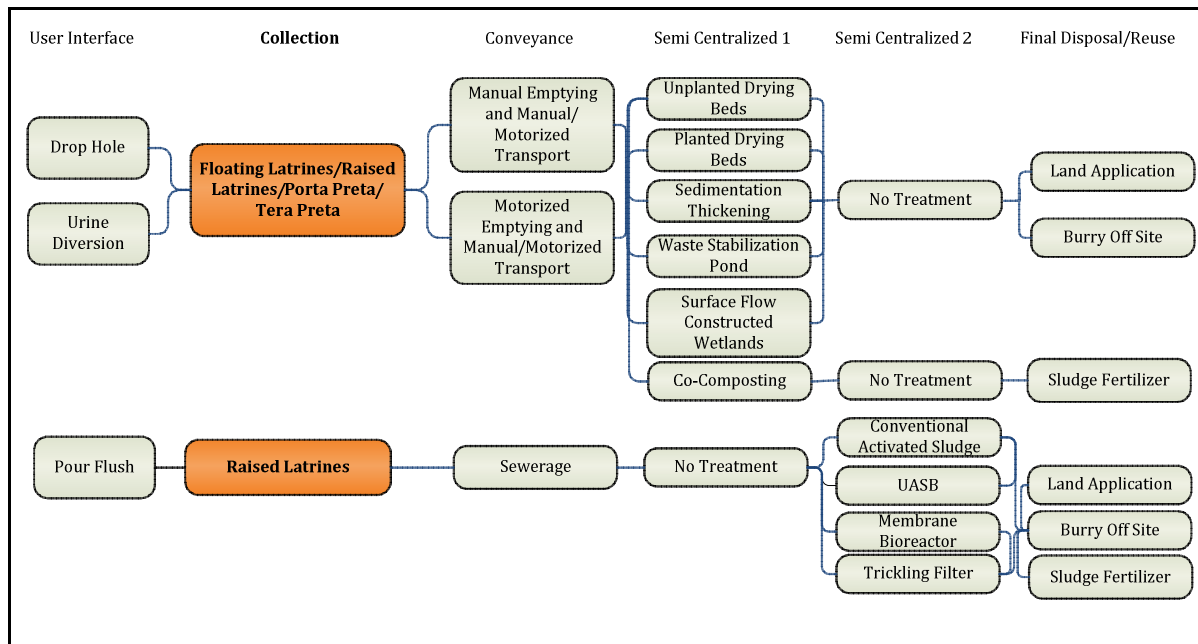 User Interface
Collection
Conveyance
Semi Centralized 1
Semi Centralized 2
Final Disposal/Reuse
Drop Hole
Urine
Diversion
Floating Latrines/Raised
Latrines/Porta Preta/
Tera Preta
Manual Emptying
and Manual/
Motorized
Transport
Motorized
Emptying and
Manual/Motorized
Transport
Unplanted Drying
Beds
Planted Drying
Beds
Sedimentation
Thickening
Waste Stabilization
Pond
Surface Flow
Constructed
Wetlands
Co-Composting
No Treatment
No Treatment
Land Application
Burry Off Site
Sludge Fertilizer
Pour Flush
Raised Latrines
Sewerage
No Treatment
Conventional
Activated Sludge
UASB
Membrane
Bioreactor
Trickling Filter
Land Application
Burry Off Site
Sludge Fertilizer